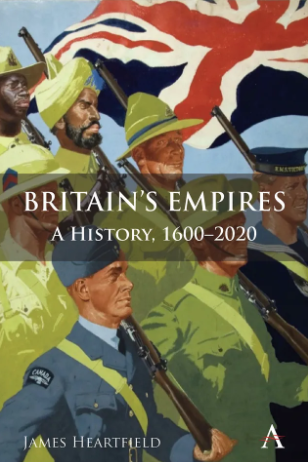 BRITAIN'S EMPIRES
A HISTORY, 1600–2020
CANADA
JAMES HEARTFIELD